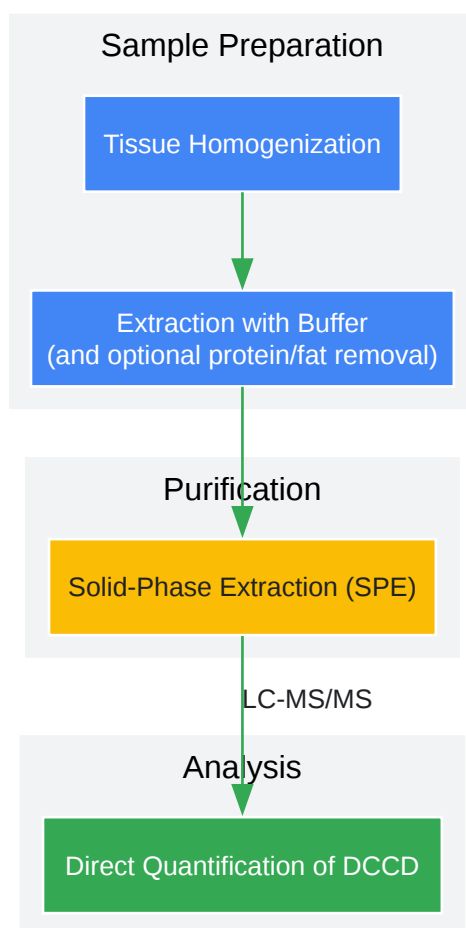 Sample Preparation
Tissue Homogenization
Extraction with Buffer
(and optional protein/fat removal)
Purification
Solid-Phase Extraction (SPE)
LC-MS/MS
Analysis
Direct Quantification of DCCD